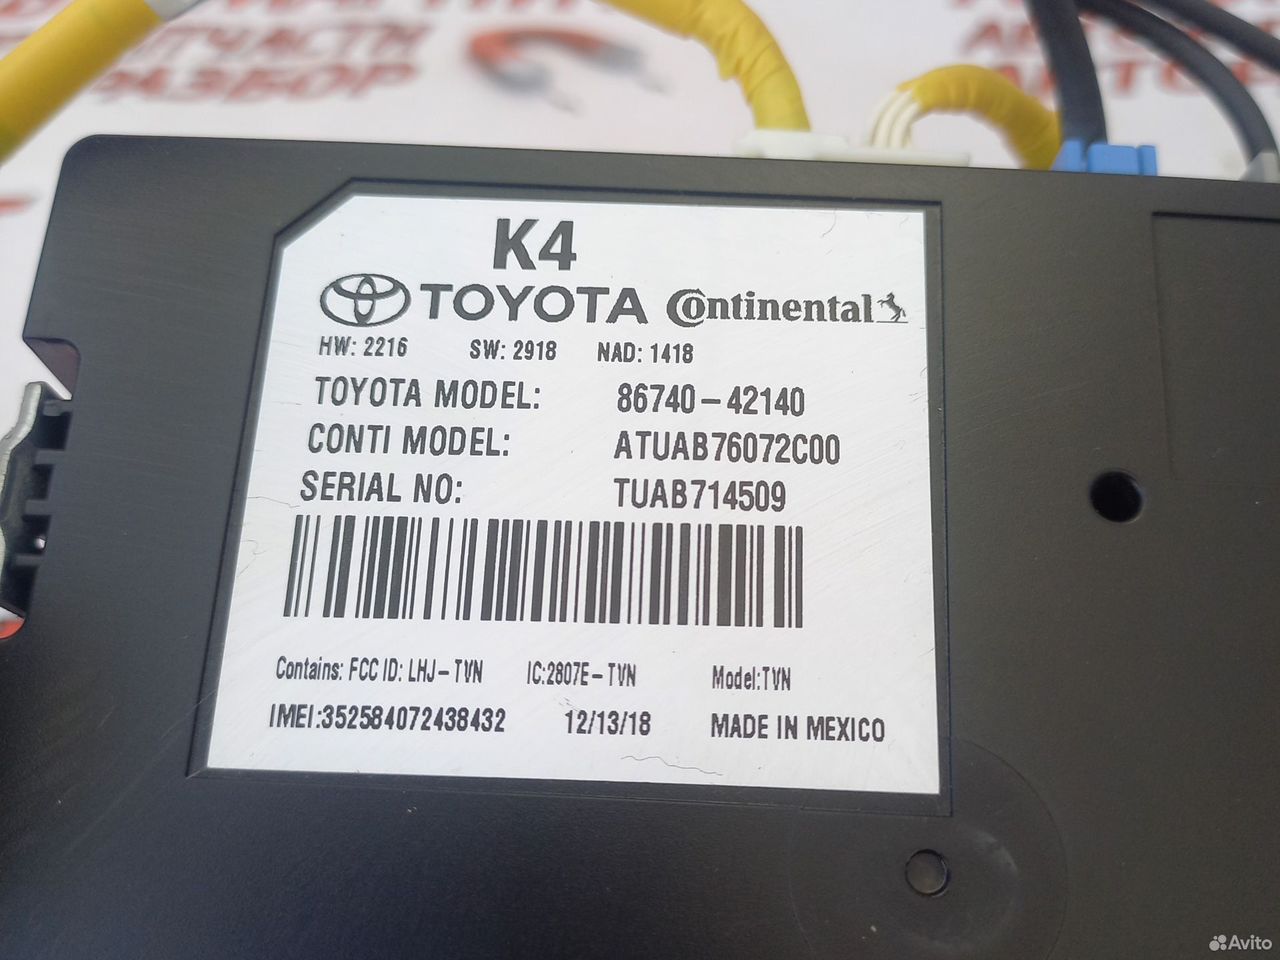 ЗАПЧАСТИ
РАЗБОР
K4
TOYOTA Continental
HW: 2216 SW: 2918 NAD: 1418
TOYOTA MODEL: 86740-42140
CONTI MODEL: ATUAB76072C00
SERIAL NO: TUAB714509
Contains: FCC ID: LHJ-TVN IC:2807E-TVN Model:TVN
IMEI:352584072438432 12/13/18 MADE IN MEXICO
Avito